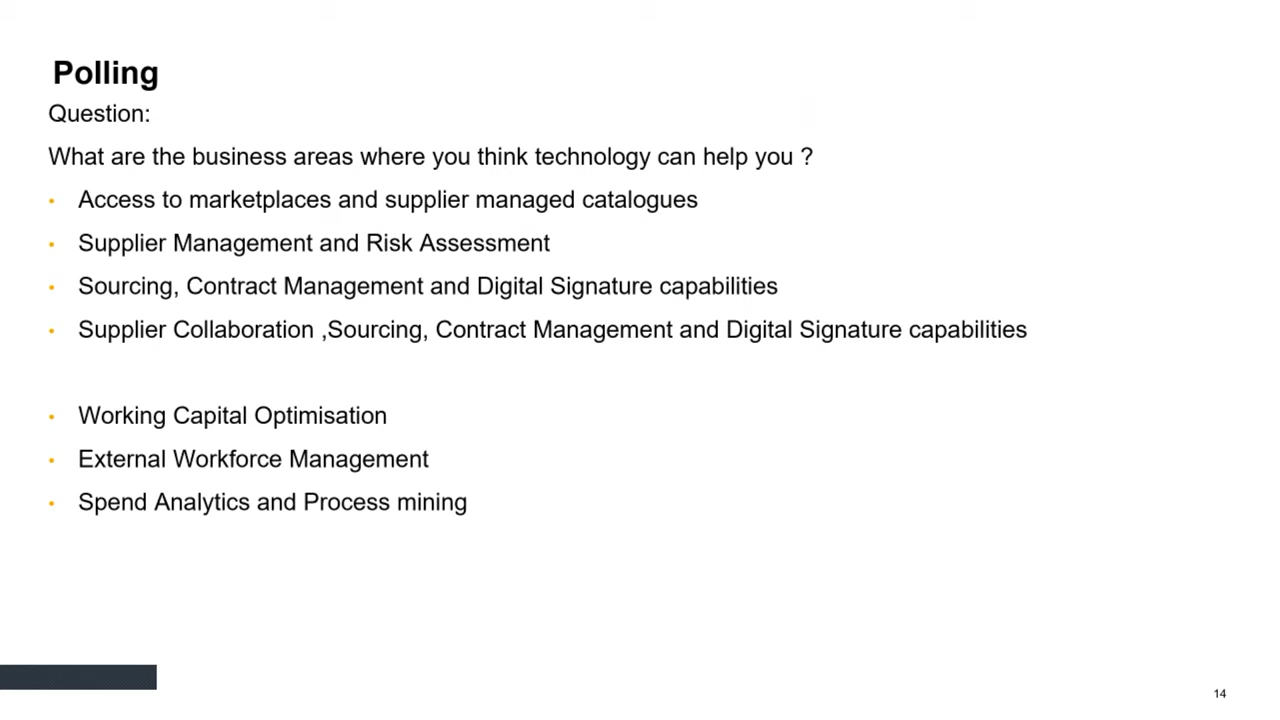 Polling
Question:
What are the business areas where you think technology can help you ?
• Access to marketplaces and supplier managed catalogues
• Supplier Management and Risk Assessment
• Sourcing, Contract Management and Digital Signature capabilities
• Supplier Collaboration ,Sourcing, Contract Management and Digital Signature capabilities
• Working Capital Optimisation
• External Workforce Management
• Spend Analytics and Process mining
14